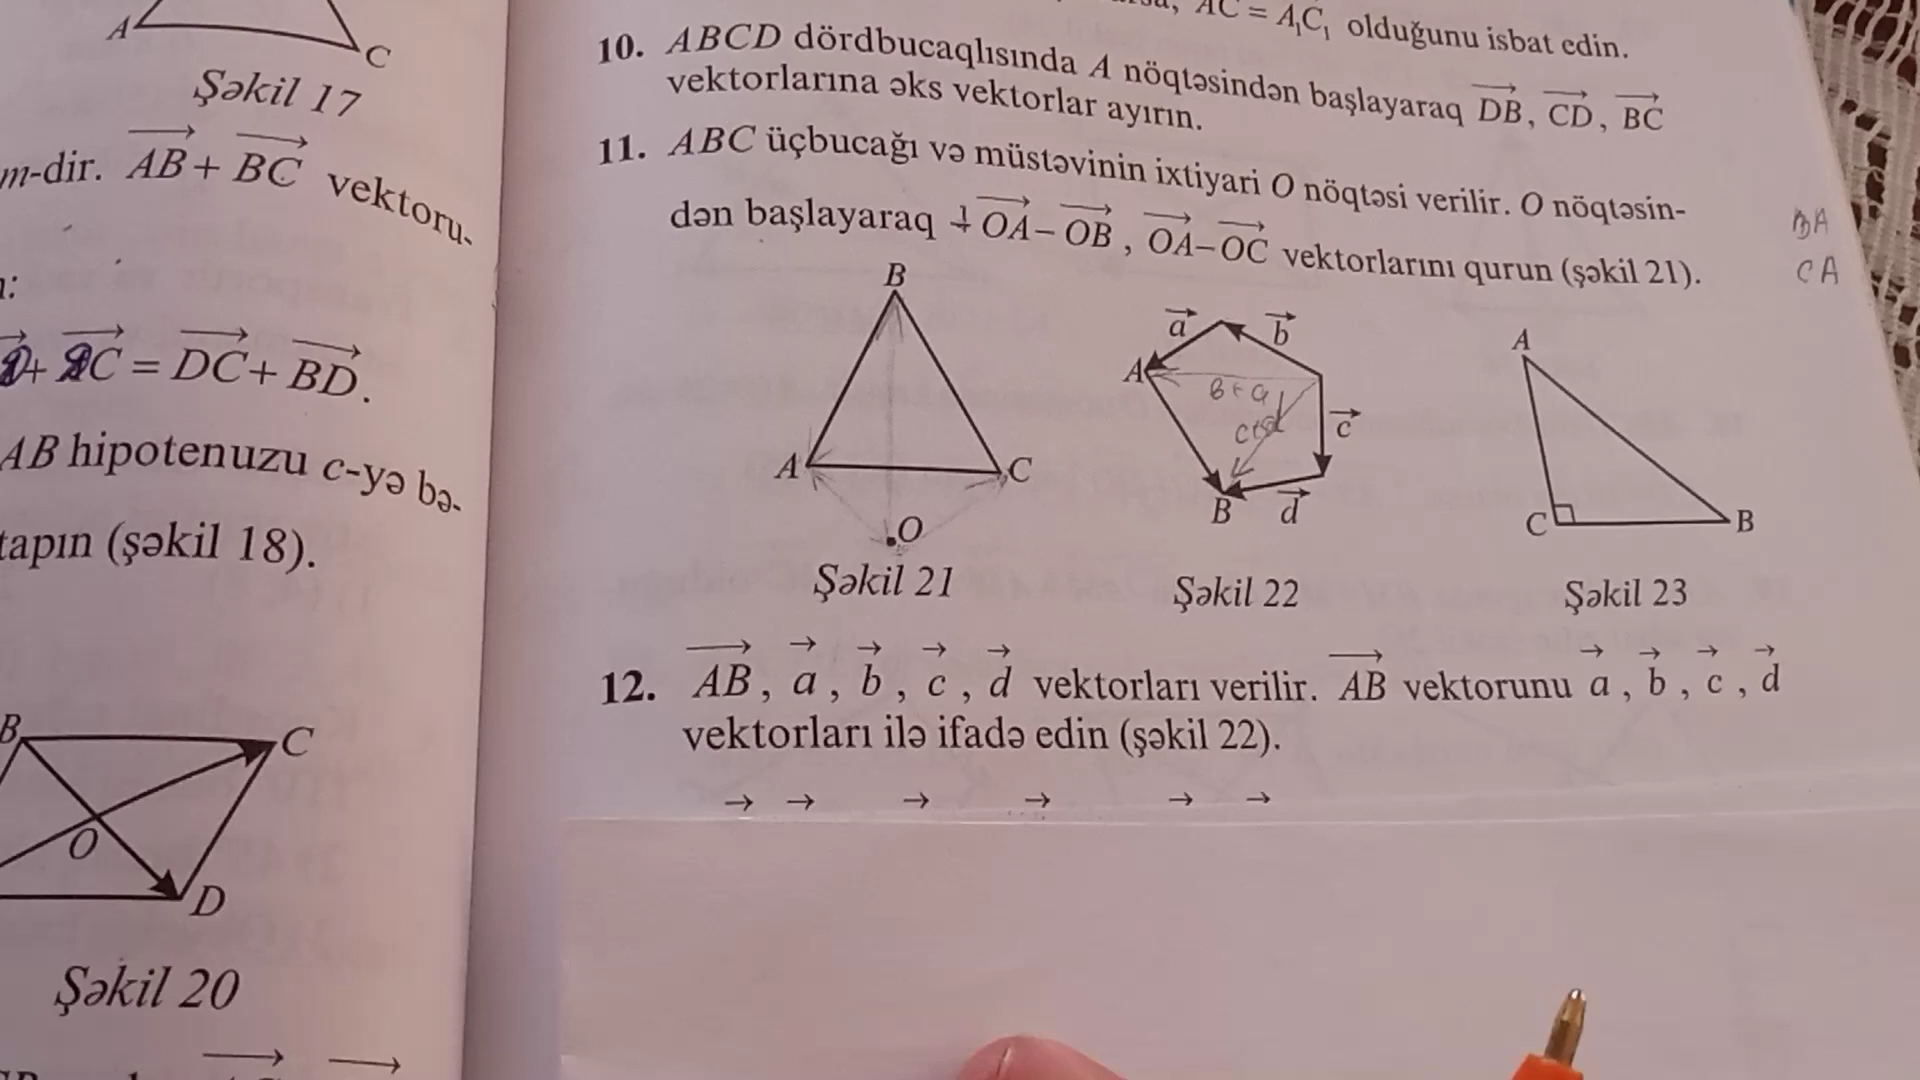 A
C
Şəkil 17
m-dir. AB + BC vektoru-
C = DC + BD.
AB hipotenuzu c-yə bə-
tapın (şəkil 18).
B
C
O
D
Şəkil 20
AC = A₁C₁ olduğunu isbat edin.
10. ABCD dördbucaqlısında A nöqtəsindən başlayaraq DB, CD, BC
vektorlarına əks vektorlar ayırın.
11. ABC üçbucağı və müstəvinin ixtiyari O nöqtəsi verilir. O nöqtəsin-
dən başlayaraq OA – OB, OA – OC vektorlarını qurun (şəkil 21).
BA
CA
B
A
C
O
Şəkil 21
a
b
A
b+a
c+d
c
B
d
Şəkil 22
A
C
B
Şəkil 23
12. AB, a, b, c, d vektorları verilir. AB vektorunu a, b, c, d
vektorları ilə ifadə edin (şəkil 22).